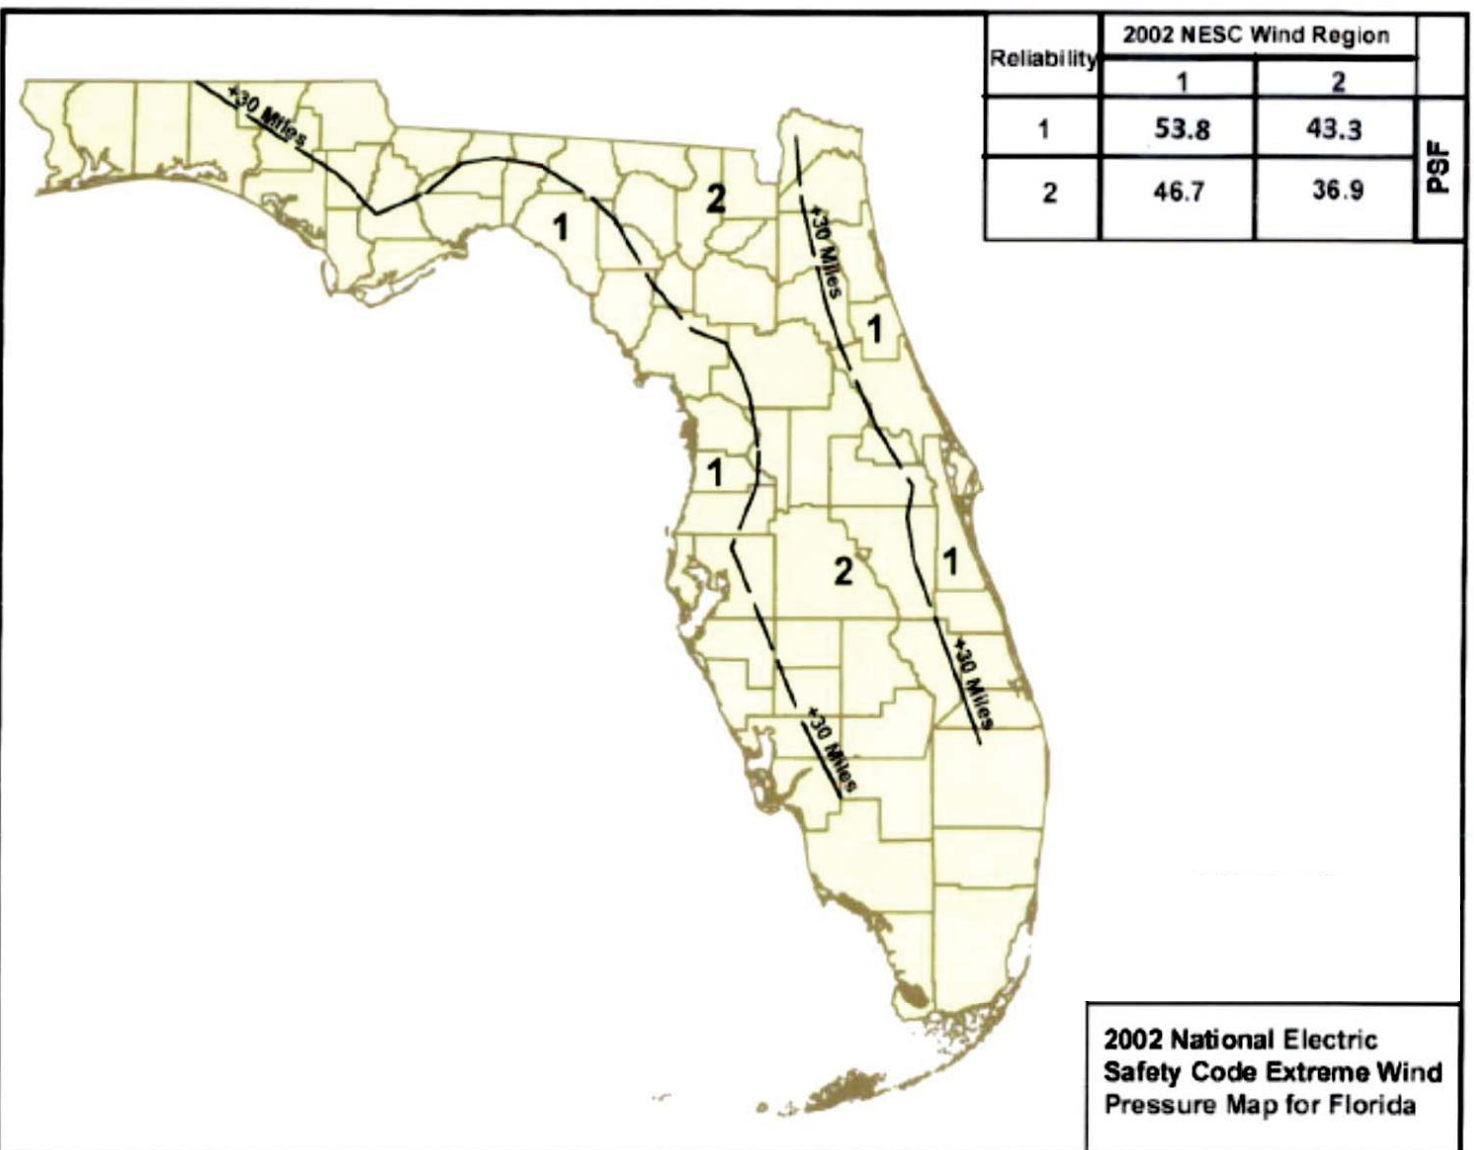 2002 NESC Wind Region
Reliability
1 2
1 53.8 43.3
2 46.7 36.9
PSF
+30 Miles
2
1
+30 Miles
1
1
2
1
+30 Miles
+30 Miles
2002 National Electric
Safety Code Extreme Wind
Pressure Map for Florida